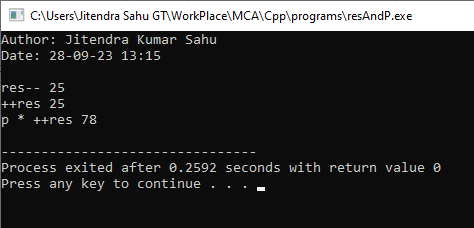 C:\Users\Jitendra Sahu GT\WorkPlace\MCA\Cpp\programs\resAndP.exe
Author: Jitendra Kumar Sahu
Date: 28-09-23 13:15
res-- 25
++res 25
p * ++res 78
--------------------------------
Process exited after 0.2592 seconds with return value 0
Press any key to continue . . .